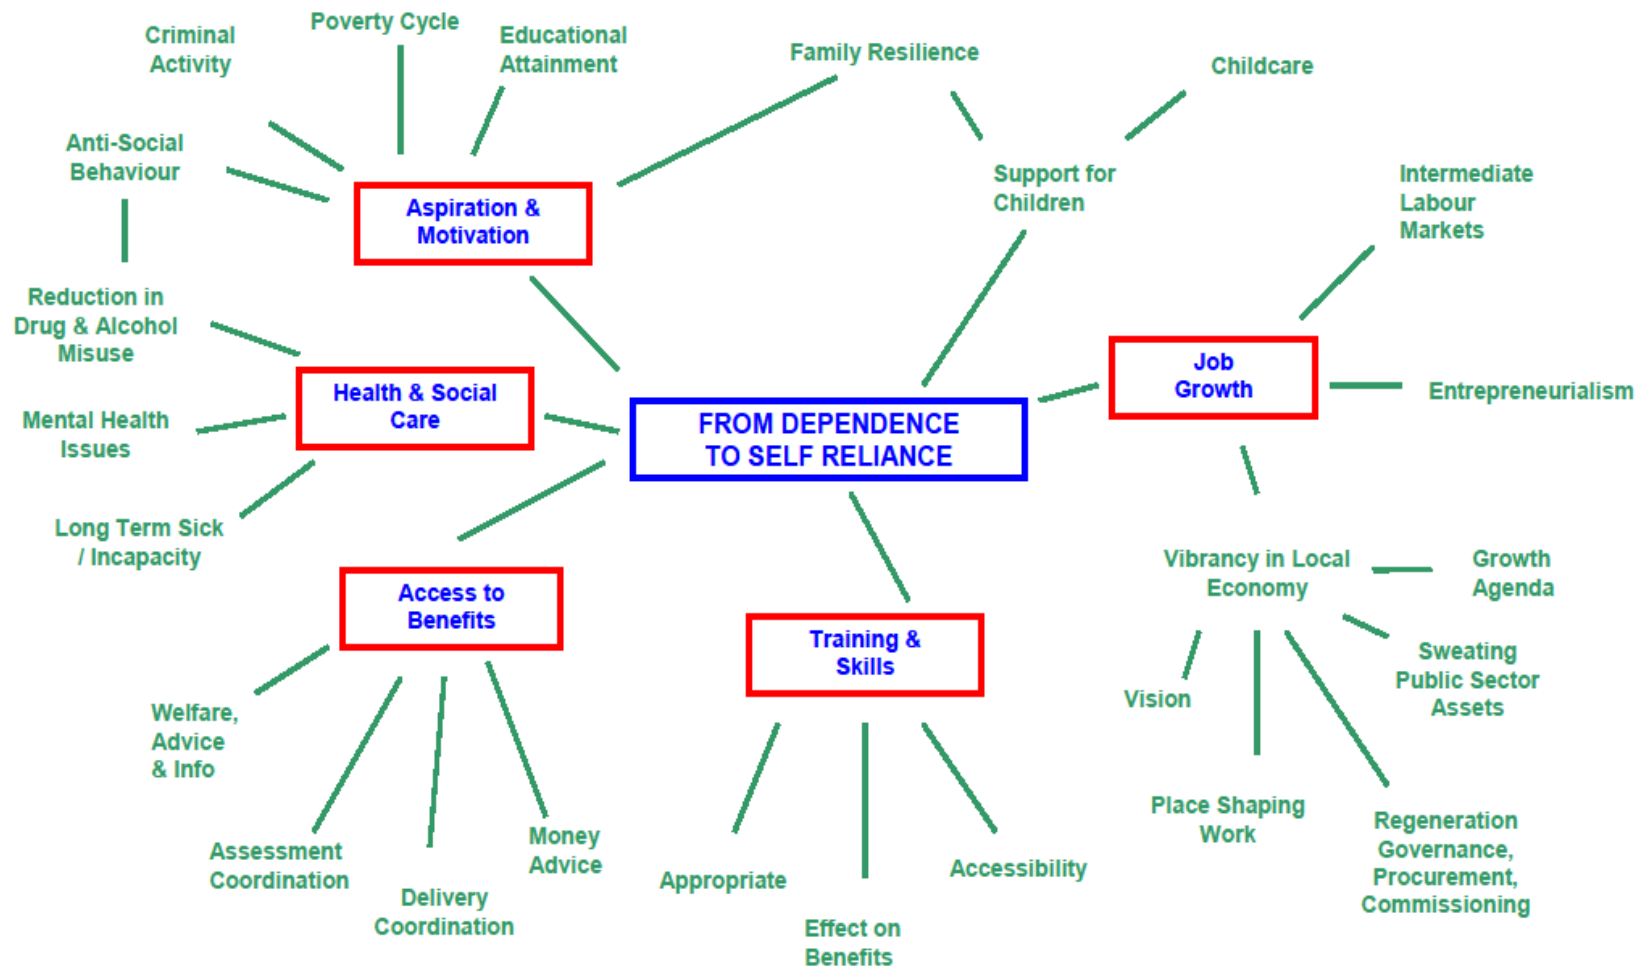 Poverty Cycle
Criminal
Activity
Educational
Attainment
Family Resilience
Childcare
Anti-Social
Behaviour
Support for
Children
Intermediate
Labour
Markets
Aspiration &
Motivation
Reduction in
Drug & Alcohol
Misuse
Job
Growth
Health & Social
Care
Entrepreneurialism
Mental Health
Issues
FROM DEPENDENCE
TO SELF RELIANCE
Long Term Sick
/ Incapacity
Vibrancy in Local
Economy
Growth
Agenda
Access to
Benefits
Training &
Skills
Sweating
Public Sector
Assets
Vision
Welfare,
Advice
& Info
Place Shaping
Work
Regeneration
Governance,
Procurement,
Commissioning
Money
Advice
Assessment
Coordination
Accessibility
Appropriate
Delivery
Coordination
Effect on
Benefits